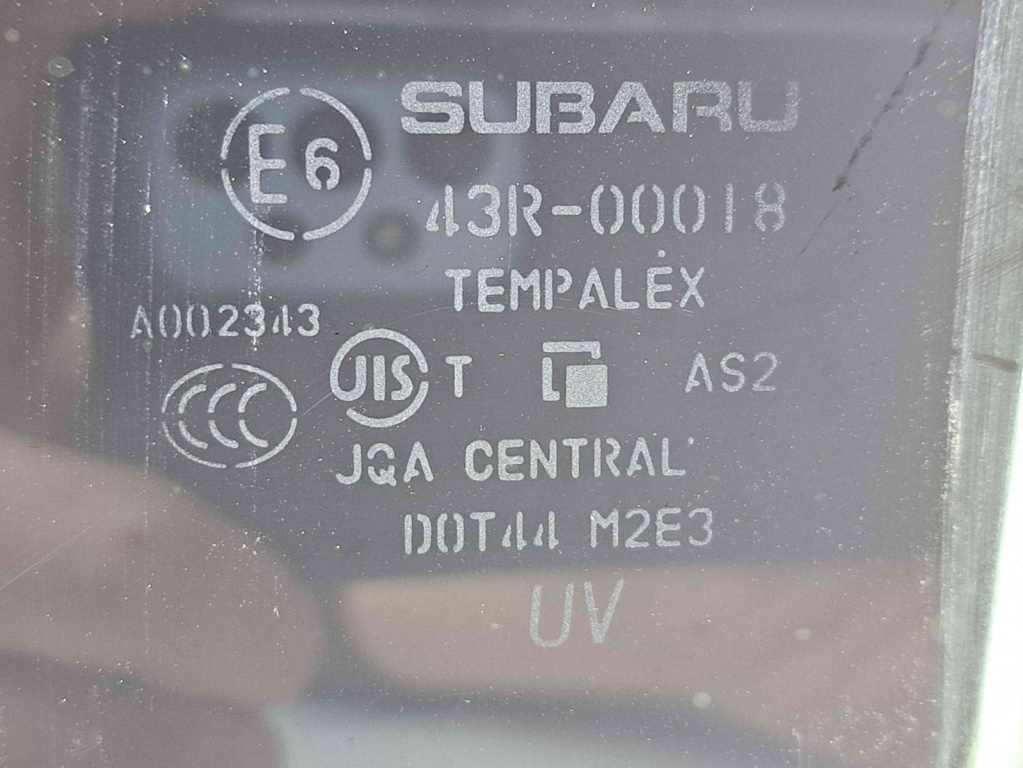 SUBARU
E6
43R-00018
TEMPALEX
A002343
JIS T AS2
CCC
JQA CENTRAL
DOT44 M2E3
UV